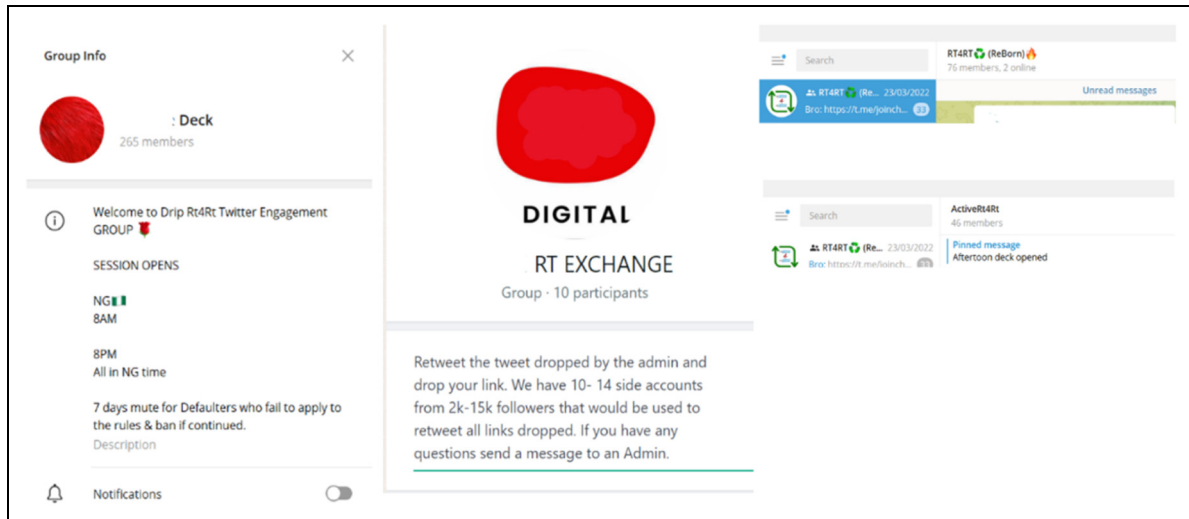 Group Info
: Deck
265 members
Welcome to Drip Rt4Rt Twitter Engagement
GROUP 🌹
SESSION OPENS
NG🇳🇬
8AM
8PM
All in NG time
7 days mute for Defaulters who fail to apply to
the rules & ban if continued.
Description
Notifications
DIGITAL
RT EXCHANGE
Group · 10 participants
Retweet the tweet dropped by the admin and
drop your link. We have 10- 14 side accounts
from 2k-15k followers that would be used to
retweet all links dropped. If you have any
questions send a message to an Admin.
Search
RT4RT♻️ (ReBorn)🔥
76 members, 2 online
RT4RT♻️ (Re... 23/03/2022
Bro: https://t.me/joinch... 33
Unread messages
Search
ActiveRt4Rt
46 members
RT4RT♻️ (Re... 23/03/2022
Bro: https://t.me/joinch... 33
Pinned message
Aftertoon deck opened